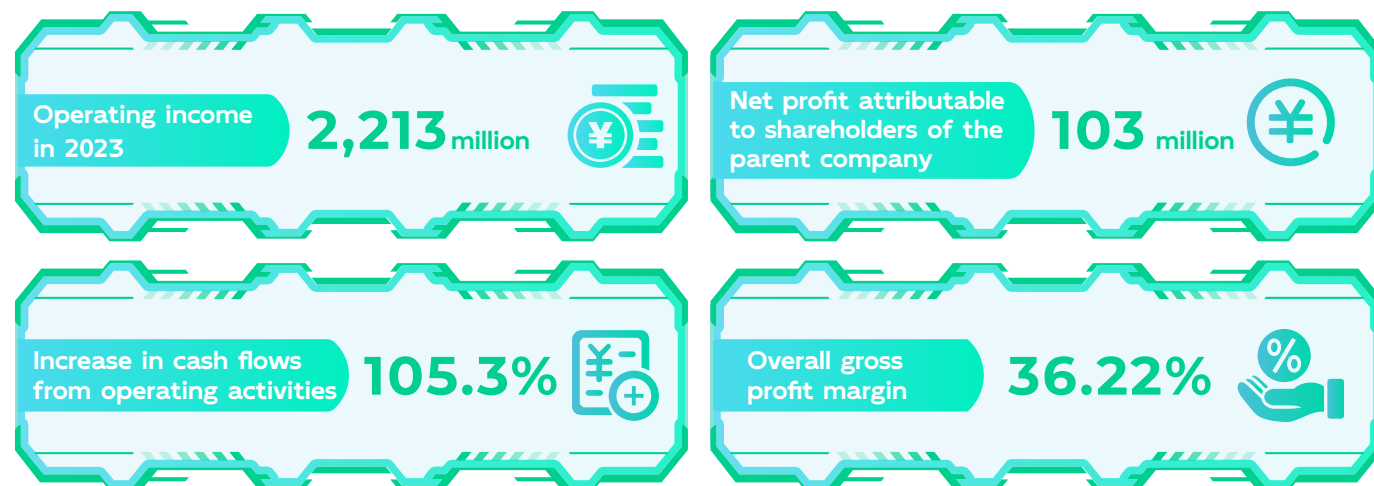 Operating income
in 2023
2,213 million
¥
Net profit attributable
to shareholders of the
parent company
103 million
¥
Increase in cash flows
from operating activities
105.3%
¥
Overall gross
profit margin
36.22%
%